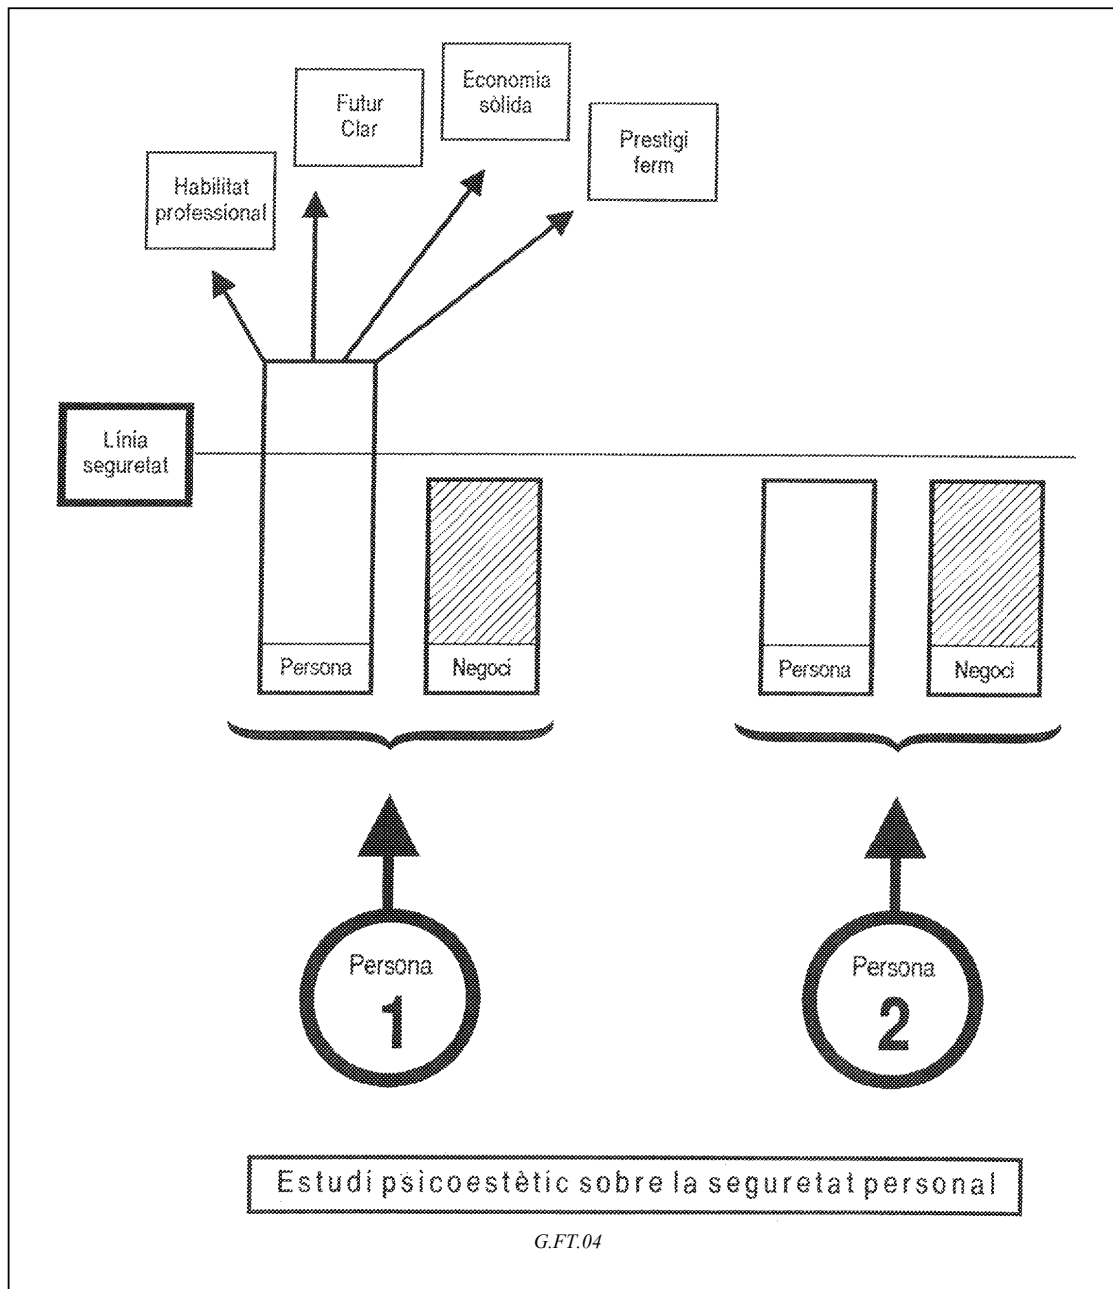 Economia
sòlida
Futur
Clar
Prestigi
ferm
Habilitat
professional
Línia
seguretat
Persona
Negoci
Persona
Negoci
Persona
1
Persona
2
Estudi psicoestètic sobre la seguretat personal
G.FT.04